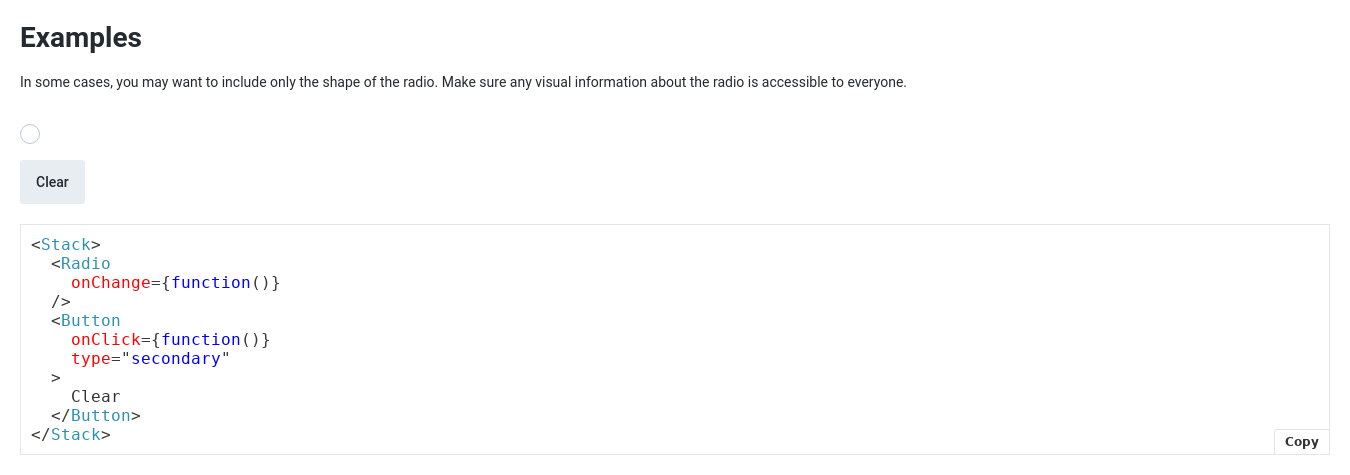 Examples
In some cases, you may want to include only the shape of the radio. Make sure any visual information about the radio is accessible to everyone.
Clear
<Stack>
  <Radio
    onChange={function()}
  />
  <Button
    onClick={function()}
    type="secondary"
  >
    Clear
  </Button>
</Stack>
Copy